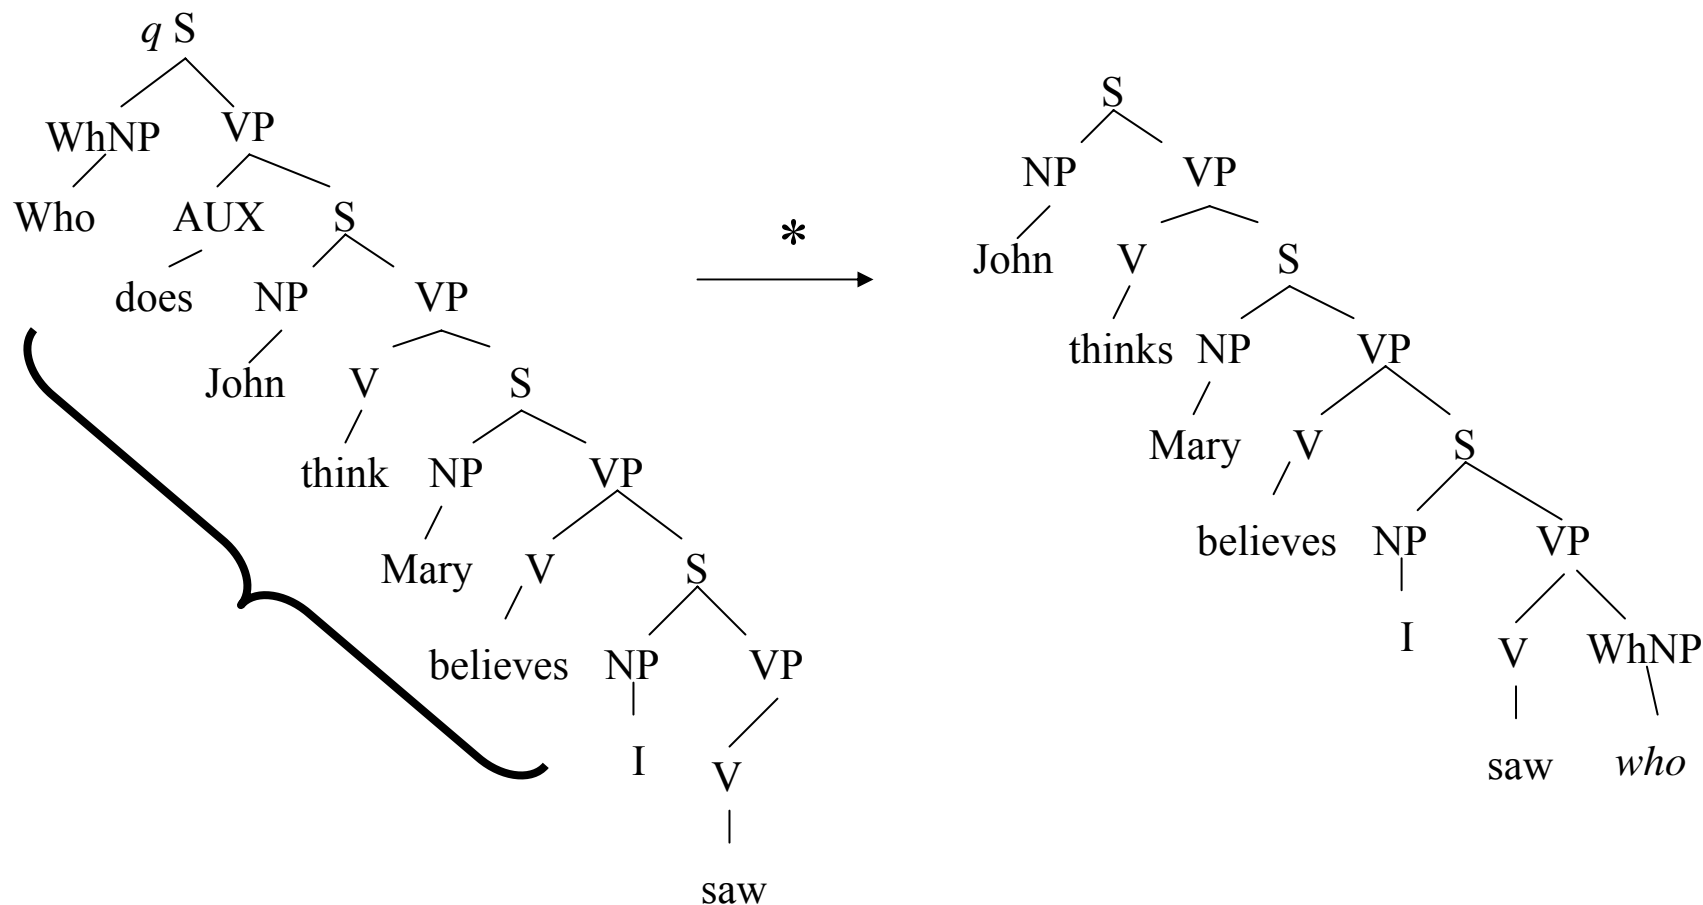 q S
S
WhNP VP
NP VP
Who AUX S
*
John V S
does NP VP
thinks NP VP
John V S
Mary V S
think NP VP
believes NP VP
Mary V S
I V WhNP
believes NP VP
saw who
I V
saw